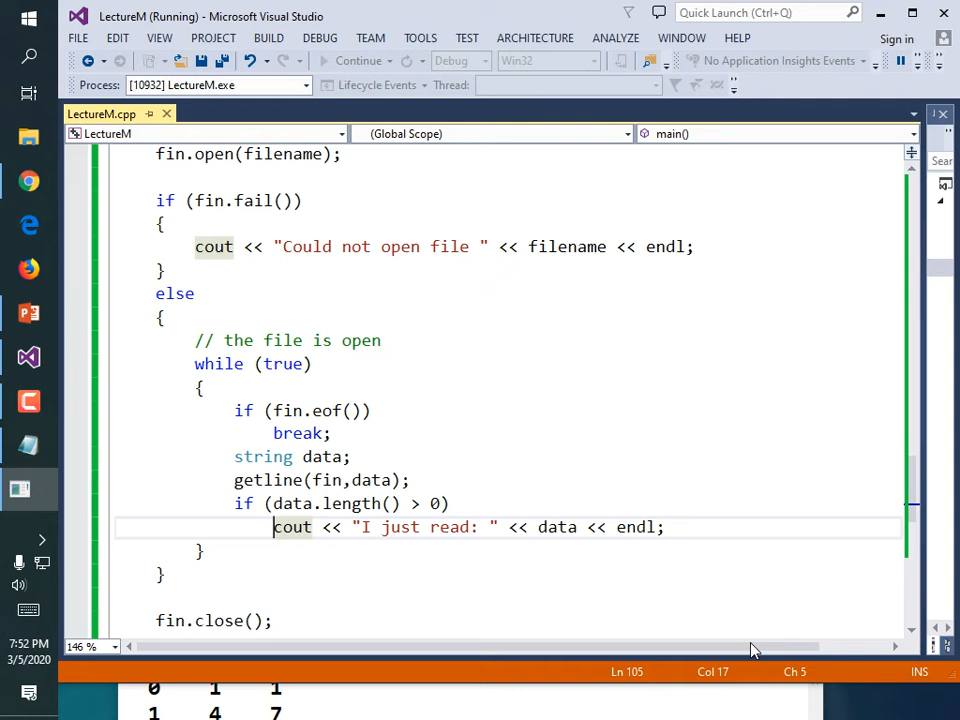 LectureM (Running) - Microsoft Visual Studio
Quick Launch (Ctrl+Q)
FILE EDIT VIEW PROJECT BUILD DEBUG TEAM TOOLS TEST ARCHITECTURE ANALYZE WINDOW HELP Sign in
Continue Debug Win32 No Application Insights Events
Process: [10932] LectureM.exe Lifecycle Events Thread:
LectureM.cpp
LectureM (Global Scope) main()
Sear
fin.open(filename);
if (fin.fail())
{
cout << "Could not open file " << filename << endl;
}
else
{
// the file is open
while (true)
{
if (fin.eof())
break;
string data;
getline(fin,data);
if (data.length() > 0)
cout << "I just read: " << data << endl;
}
}
fin.close();
146 %
Ln 105 Col 17 Ch 5 INS
0 1 1
1 4 7
7:52 PM
3/5/2020